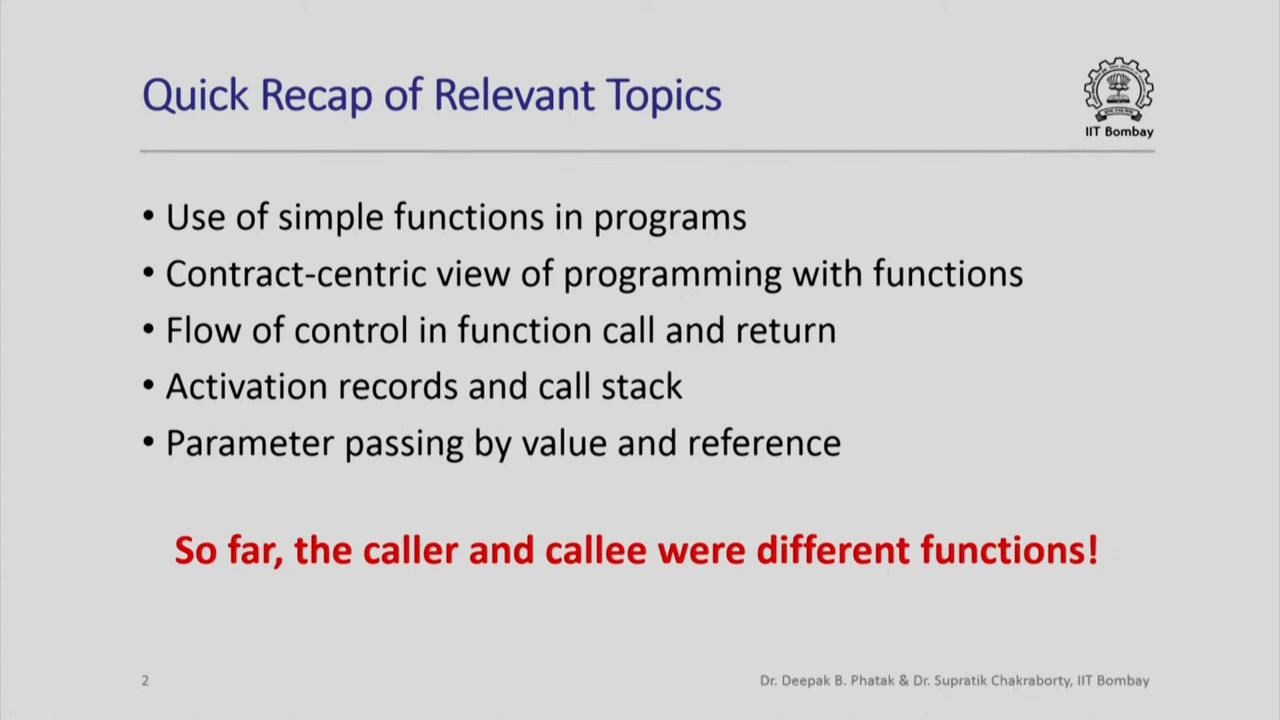 Quick Recap of Relevant Topics
IIT Bombay
• Use of simple functions in programs
• Contract-centric view of programming with functions
• Flow of control in function call and return
• Activation records and call stack
• Parameter passing by value and reference
So far, the caller and callee were different functions!
2
Dr. Deepak B. Phatak & Dr. Supratik Chakraborty, IIT Bombay